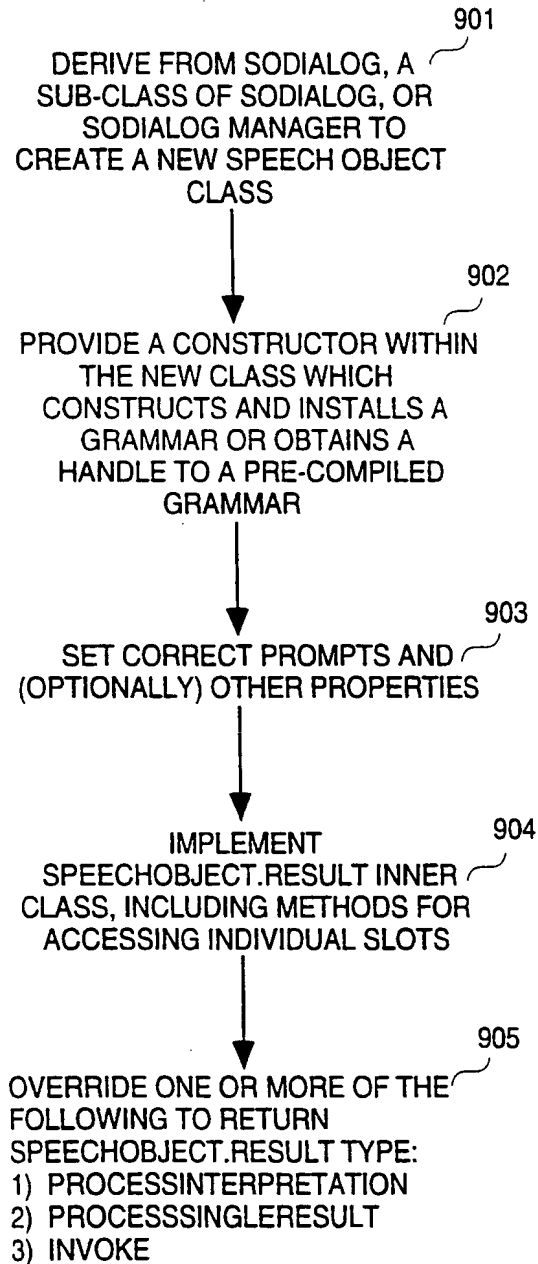 901
DERIVE FROM SODIALOG, A
SUB-CLASS OF SODIALOG, OR
SODIALOG MANAGER TO
CREATE A NEW SPEECH OBJECT
CLASS
902
PROVIDE A CONSTRUCTOR WITHIN
THE NEW CLASS WHICH
CONSTRUCTS AND INSTALLS A
GRAMMAR OR OBTAINS A
HANDLE TO A PRE-COMPILED
GRAMMAR
903
SET CORRECT PROMPTS AND
(OPTIONALLY) OTHER PROPERTIES
904
IMPLEMENT
SPEECHOBJECT.RESULT INNER
CLASS, INCLUDING METHODS FOR
ACCESSING INDIVIDUAL SLOTS
905
OVERRIDE ONE OR MORE OF THE
FOLLOWING TO RETURN
SPEECHOBJECT.RESULT TYPE:
1) PROCESSINTERPRETATION
2) PROCESSSINGLERESULT
3) INVOKE